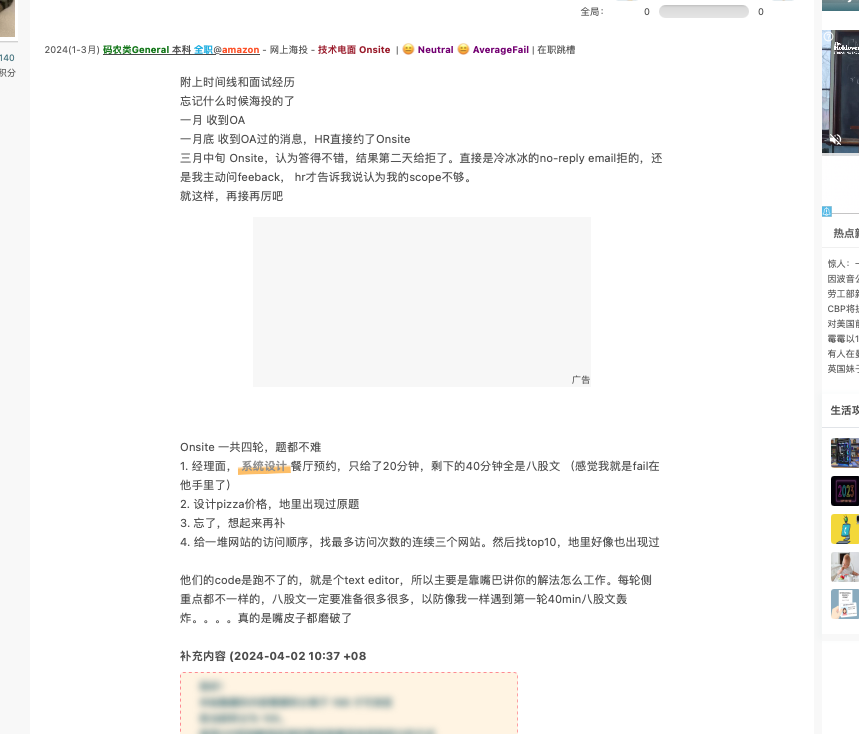 全局： 0 0
140
积分
2024(1-3月) 码农类General 本科 全职@amazon - 网上海投 - 技术电面 Onsite | 😐 Neutral 😐 AverageFail | 在职跳槽
附上时间线和面试经历
忘记什么时候海投的了
一月 收到OA
一月底 收到OA过的消息，HR直接约了Onsite
三月中旬 Onsite，认为答得不错，结果第二天给拒了。直接是冷冰冰的no-reply email拒的，还
是我主动问feeback， hr才告诉我说认为我的scope不够。
就这样，再接再厉吧
广告
Onsite 一共四轮，题都不难
1. 经理面， 系统设计 餐厅预约，只给了20分钟，剩下的40分钟全是八股文 （感觉我就是fail在
他手里了）
2. 设计pizza价格，地里出现过原题
3. 忘了，想起来再补
4. 给一堆网站的访问顺序，找最多访问次数的连续三个网站。然后找top10，地里好像也出现过
他们的code是跑不了的，就是个text editor，所以主要是靠嘴巴讲你的解法怎么工作。每轮侧
重点都不一样的，八股文一定要准备很多很多，以防像我一样遇到第一轮40min八股文轰
炸。。。。真的是嘴皮子都磨破了
补充内容 (2024-04-02 10:37 +08
热点新
惊人：一
因波音公
劳工部新
CBP将扩
对美国前
霉霉以1
有人在身
英国妹子
生活攻
2023